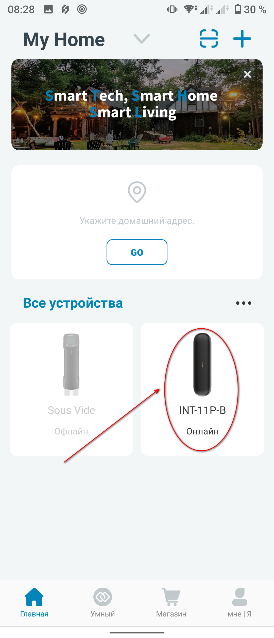 08:28
30 %
My Home
Smart Tech, Smart Home
Smart Living
Укажите домашний адрес.
GO
Все устройства
Sous Vide
Офлайн
INT-11P-B
Онлайн
Главная
Умный
Магазин
мне | Я